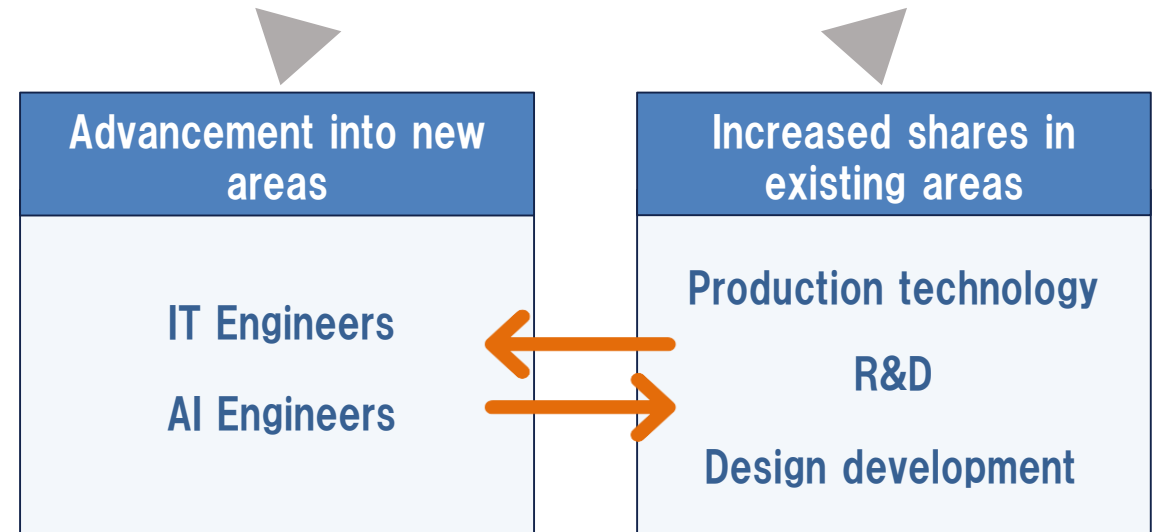 Advancement into new
areas
IT Engineers
AI Engineers
Increased shares in
existing areas
Production technology
R&D
Design development